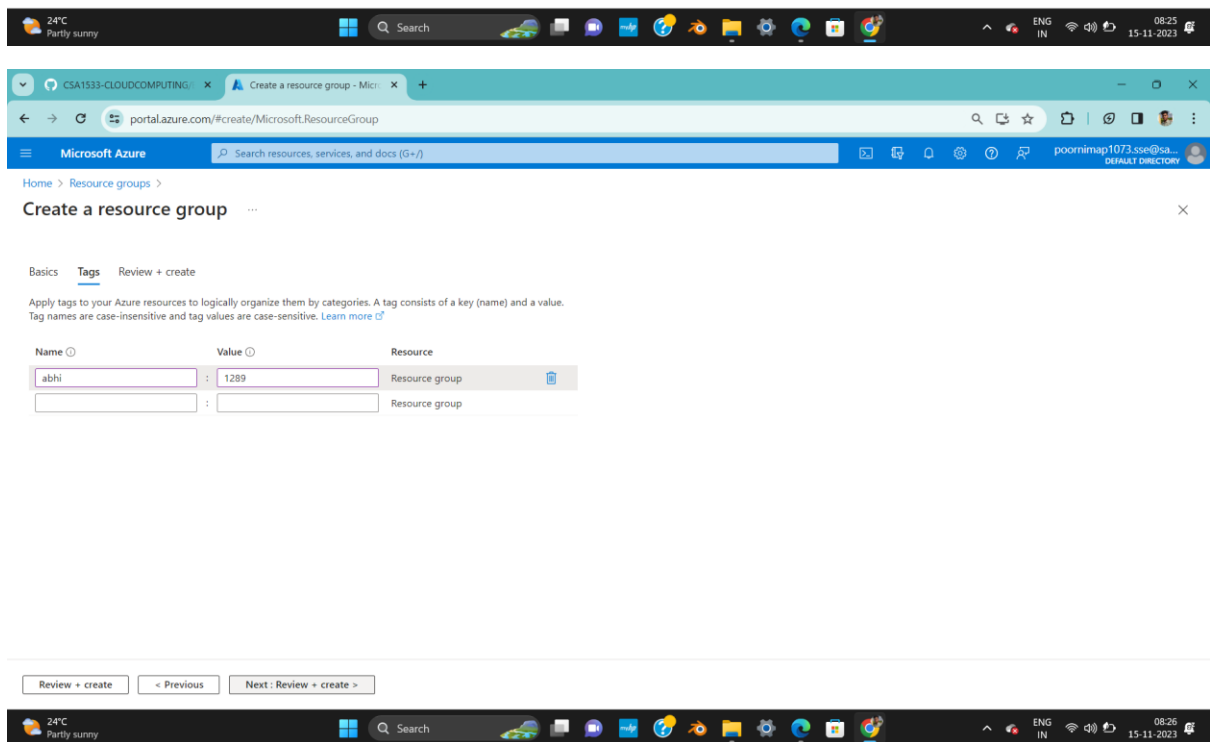 24°C
Partly sunny
Search
ENG
IN
08:25
15-11-2023
CSA1533-CLOUDCOMPUTING/
Create a resource group - Micr
portal.azure.com/#create/Microsoft.ResourceGroup
Microsoft Azure
Search resources, services, and docs (G+/)
poornimap1073.sse@sa...
DEFAULT DIRECTORY
Home > Resource groups >
Create a resource group ...
Basics Tags Review + create
Apply tags to your Azure resources to logically organize them by categories. A tag consists of a key (name) and a value.
Tag names are case-insensitive and tag values are case-sensitive. Learn more
Name Value Resource
abhi : 1289 Resource group
: Resource group
Review + create < Previous Next : Review + create >
24°C
Partly sunny
Search
ENG
IN
08:26
15-11-2023